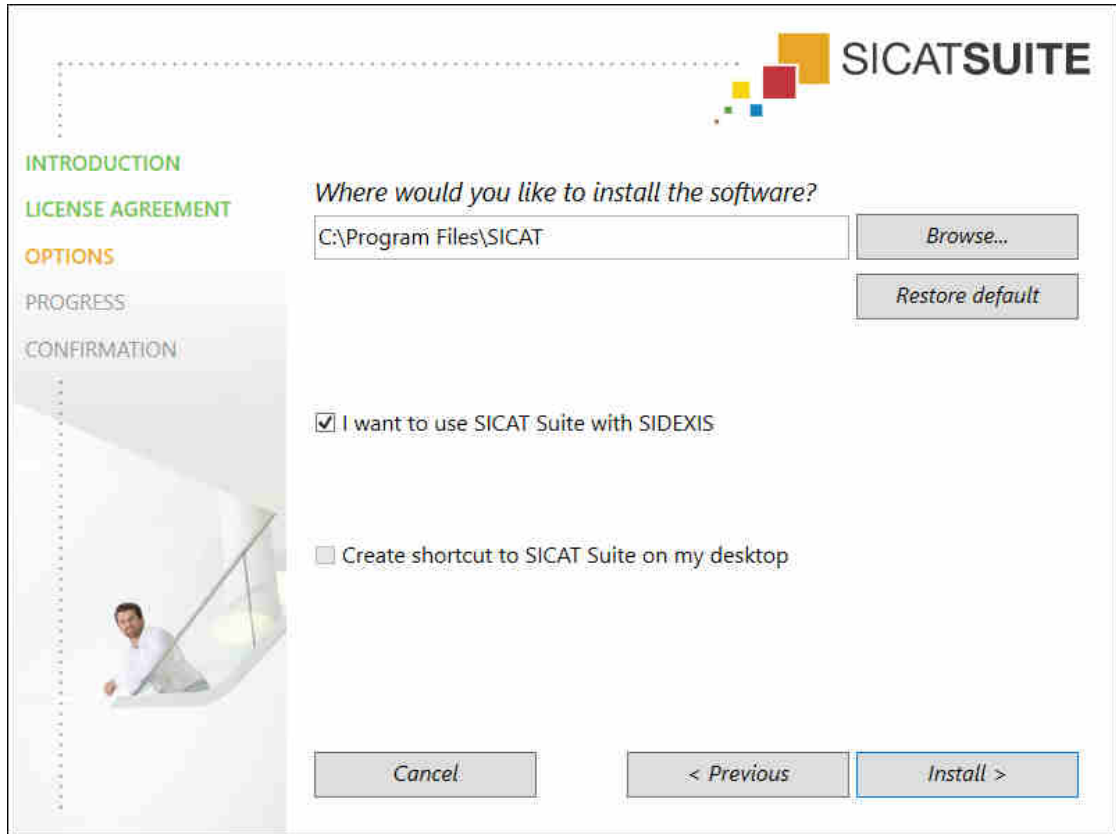 SICATSUITE
INTRODUCTION
LICENSE AGREEMENT
OPTIONS
PROGRESS
CONFIRMATION
Where would you like to install the software?
C:\Program Files\SICAT
Browse...
Restore default
I want to use SICAT Suite with SIDEXIS
Create shortcut to SICAT Suite on my desktop
Cancel
< Previous
Install >